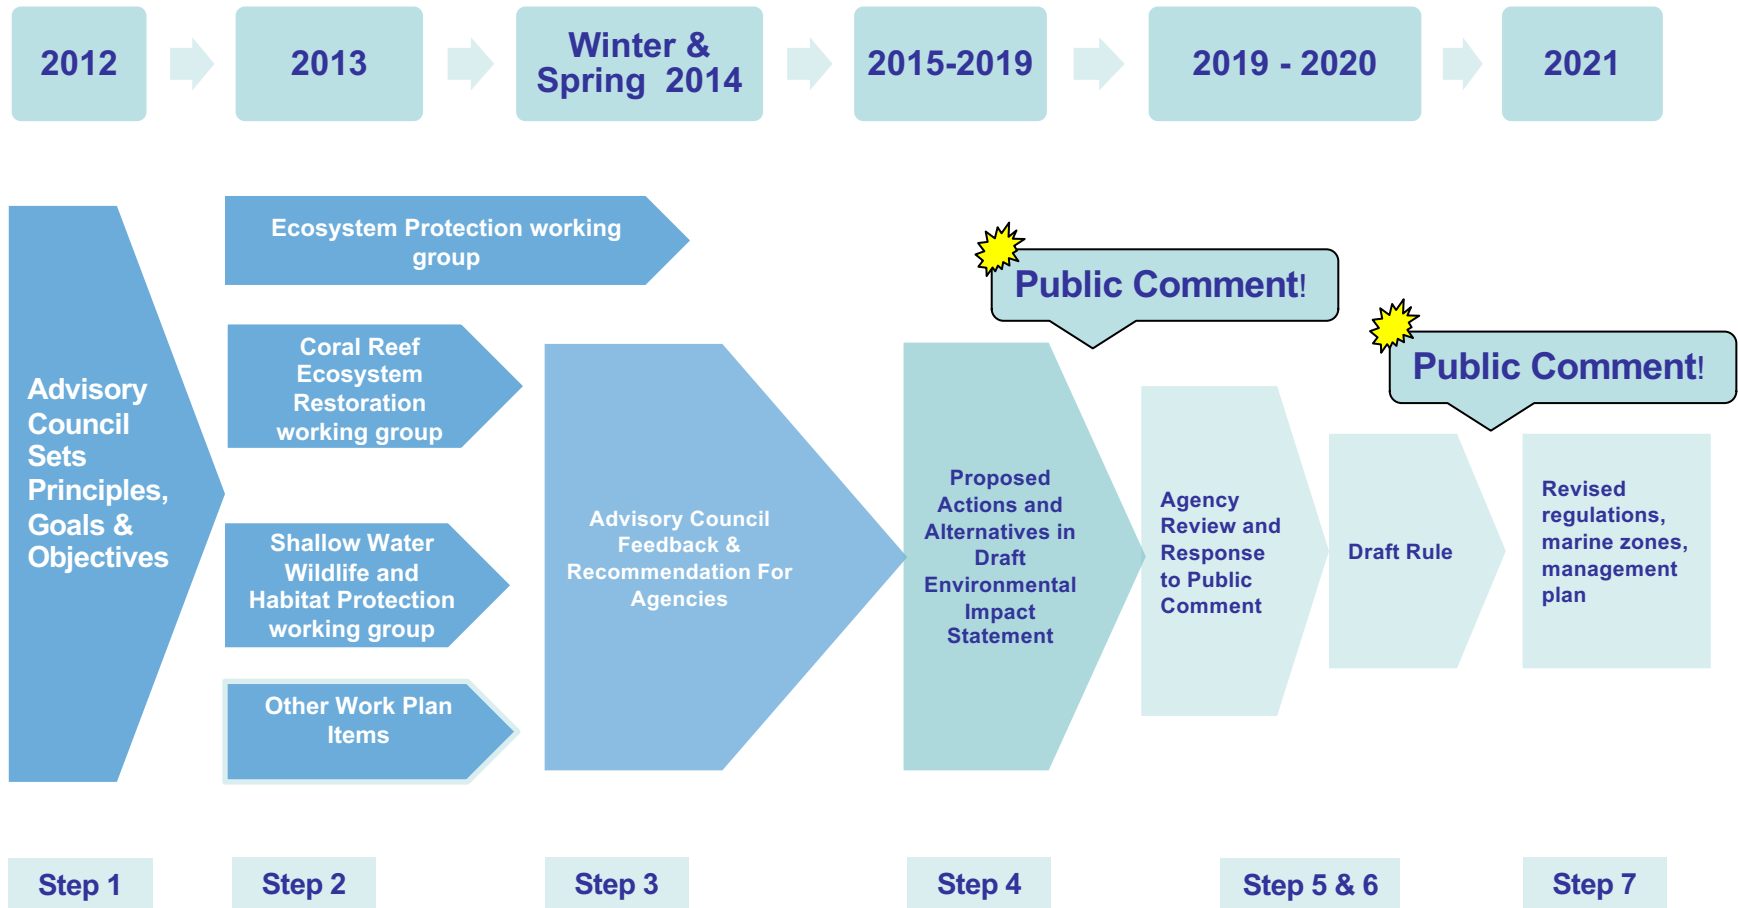 2012
2013
Winter &
Spring 2014
2015-2019
2019 - 2020
2021
Advisory
Council
Sets
Principles,
Goals &
Objectives
Ecosystem Protection working
group
Coral Reef
Ecosystem
Restoration
working group
Shallow Water
Wildlife and
Habitat Protection
working group
Other Work Plan
Items
Advisory Council
Feedback &
Recommendation For
Agencies
Public Comment!
Proposed
Actions and
Alternatives in
Draft
Environmental
Impact
Statement
Agency
Review and
Response
to Public
Comment
Public Comment!
Draft Rule
Revised
regulations,
marine zones,
management
plan
Step 1
Step 2
Step 3
Step 4
Step 5 & 6
Step 7